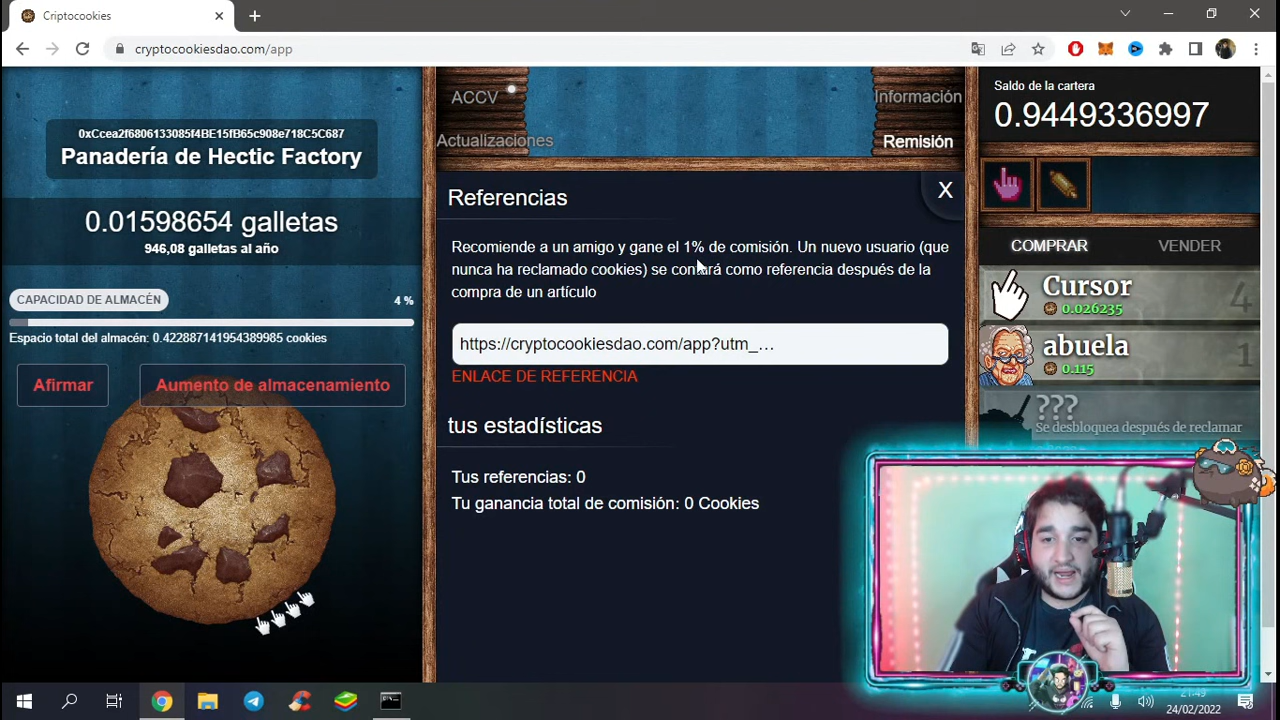 Criptocookies
cryptocookiesdao.com/app
0xCcea2f6806133085f4BE15fB65c908e718C5C687
Panadería de Hectic Factory
0.01598654 galletas
946,08 galletas al año
CAPACIDAD DE ALMACÉN
4 %
Espacio total del almacén: 0.422887141954389985 cookies
Afirmar
Aumento de almacenamiento
ACCV
Información
Actualizaciones
Remisión
Referencias
X
Recomiende a un amigo y gane el 1% de comisión. Un nuevo usuario (que
nunca ha reclamado cookies) se contará como referencia después de la
compra de un artículo
https://cryptocookiesdao.com/app?utm_…
ENLACE DE REFERENCIA
tus estadísticas
Tus referencias: 0
Tu ganancia total de comisión: 0 Cookies
Saldo de la cartera
0.9449336997
COMPRAR
VENDER
Cursor
0.026235
4
abuela
0.115
1
???
Se desbloquea después de reclamar
21:49
24/02/2022